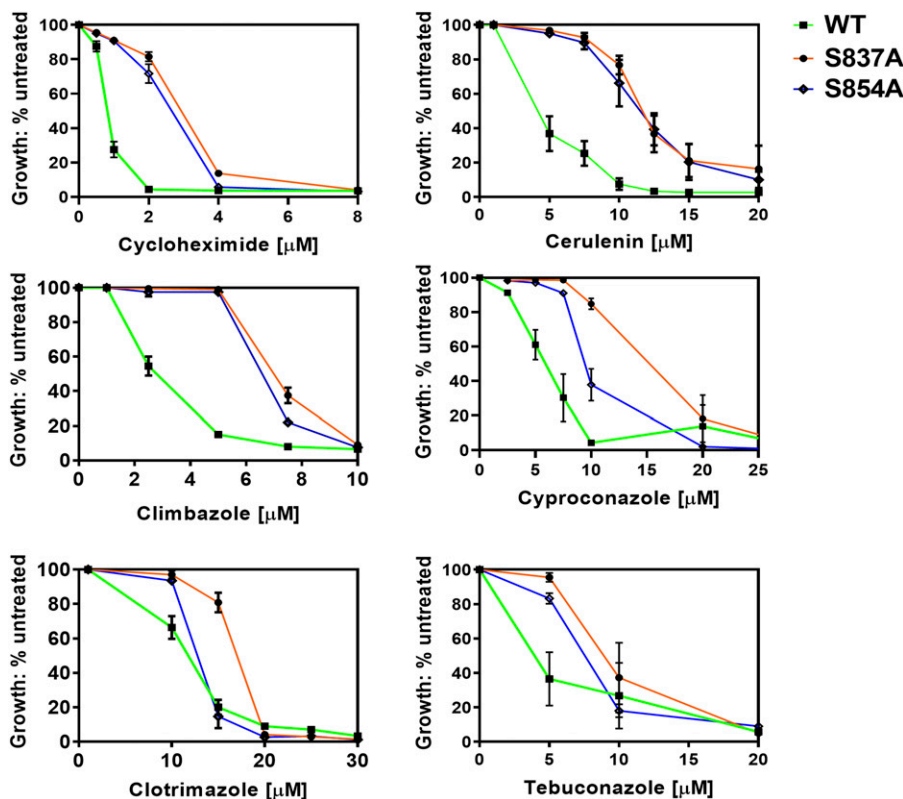 WT
S837A
S854A
Growth: % untreated
100
80
60
40
20
0
0 2 4 6 8
Cycloheximide [μM]
Growth: % untreated
100
80
60
40
20
0
0 5 10 15 20
Cerulenin [μM]
Growth: % untreated
100
80
60
40
20
0
0 2 4 6 8 10
Climbazole [μM]
Growth: % untreated
100
80
60
40
20
0
0 5 10 15 20 25
Cyproconazole [μM]
Growth: % untreated
100
80
60
40
20
0
0 10 20 30
Clotrimazole [μM]
Growth: % untreated
100
80
60
40
20
0
0 5 10 15 20
Tebuconazole [μM]